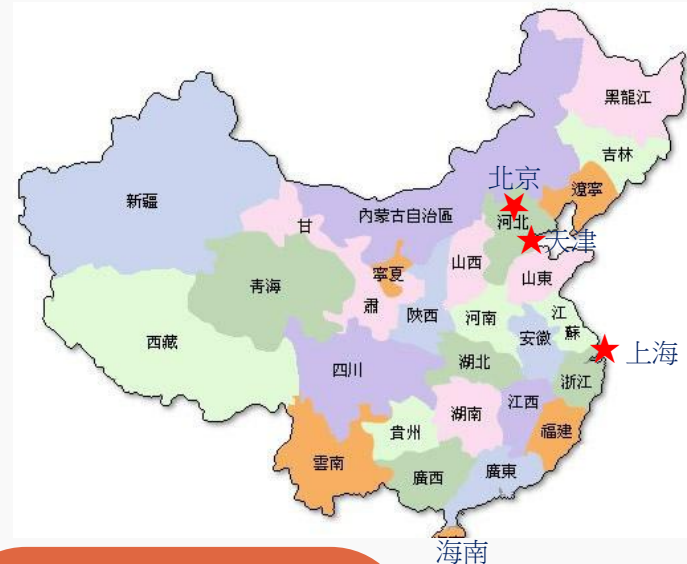 黑龍江
吉林
遼寧
北京
河北
天津
內蒙古自治區
新疆
甘
肅
寧夏
山西
山東
青海
陝西
河南
江
蘇
安徽
上海
西藏
四川
湖北
浙江
湖南
江西
貴州
福建
雲南
廣西
廣東
海南